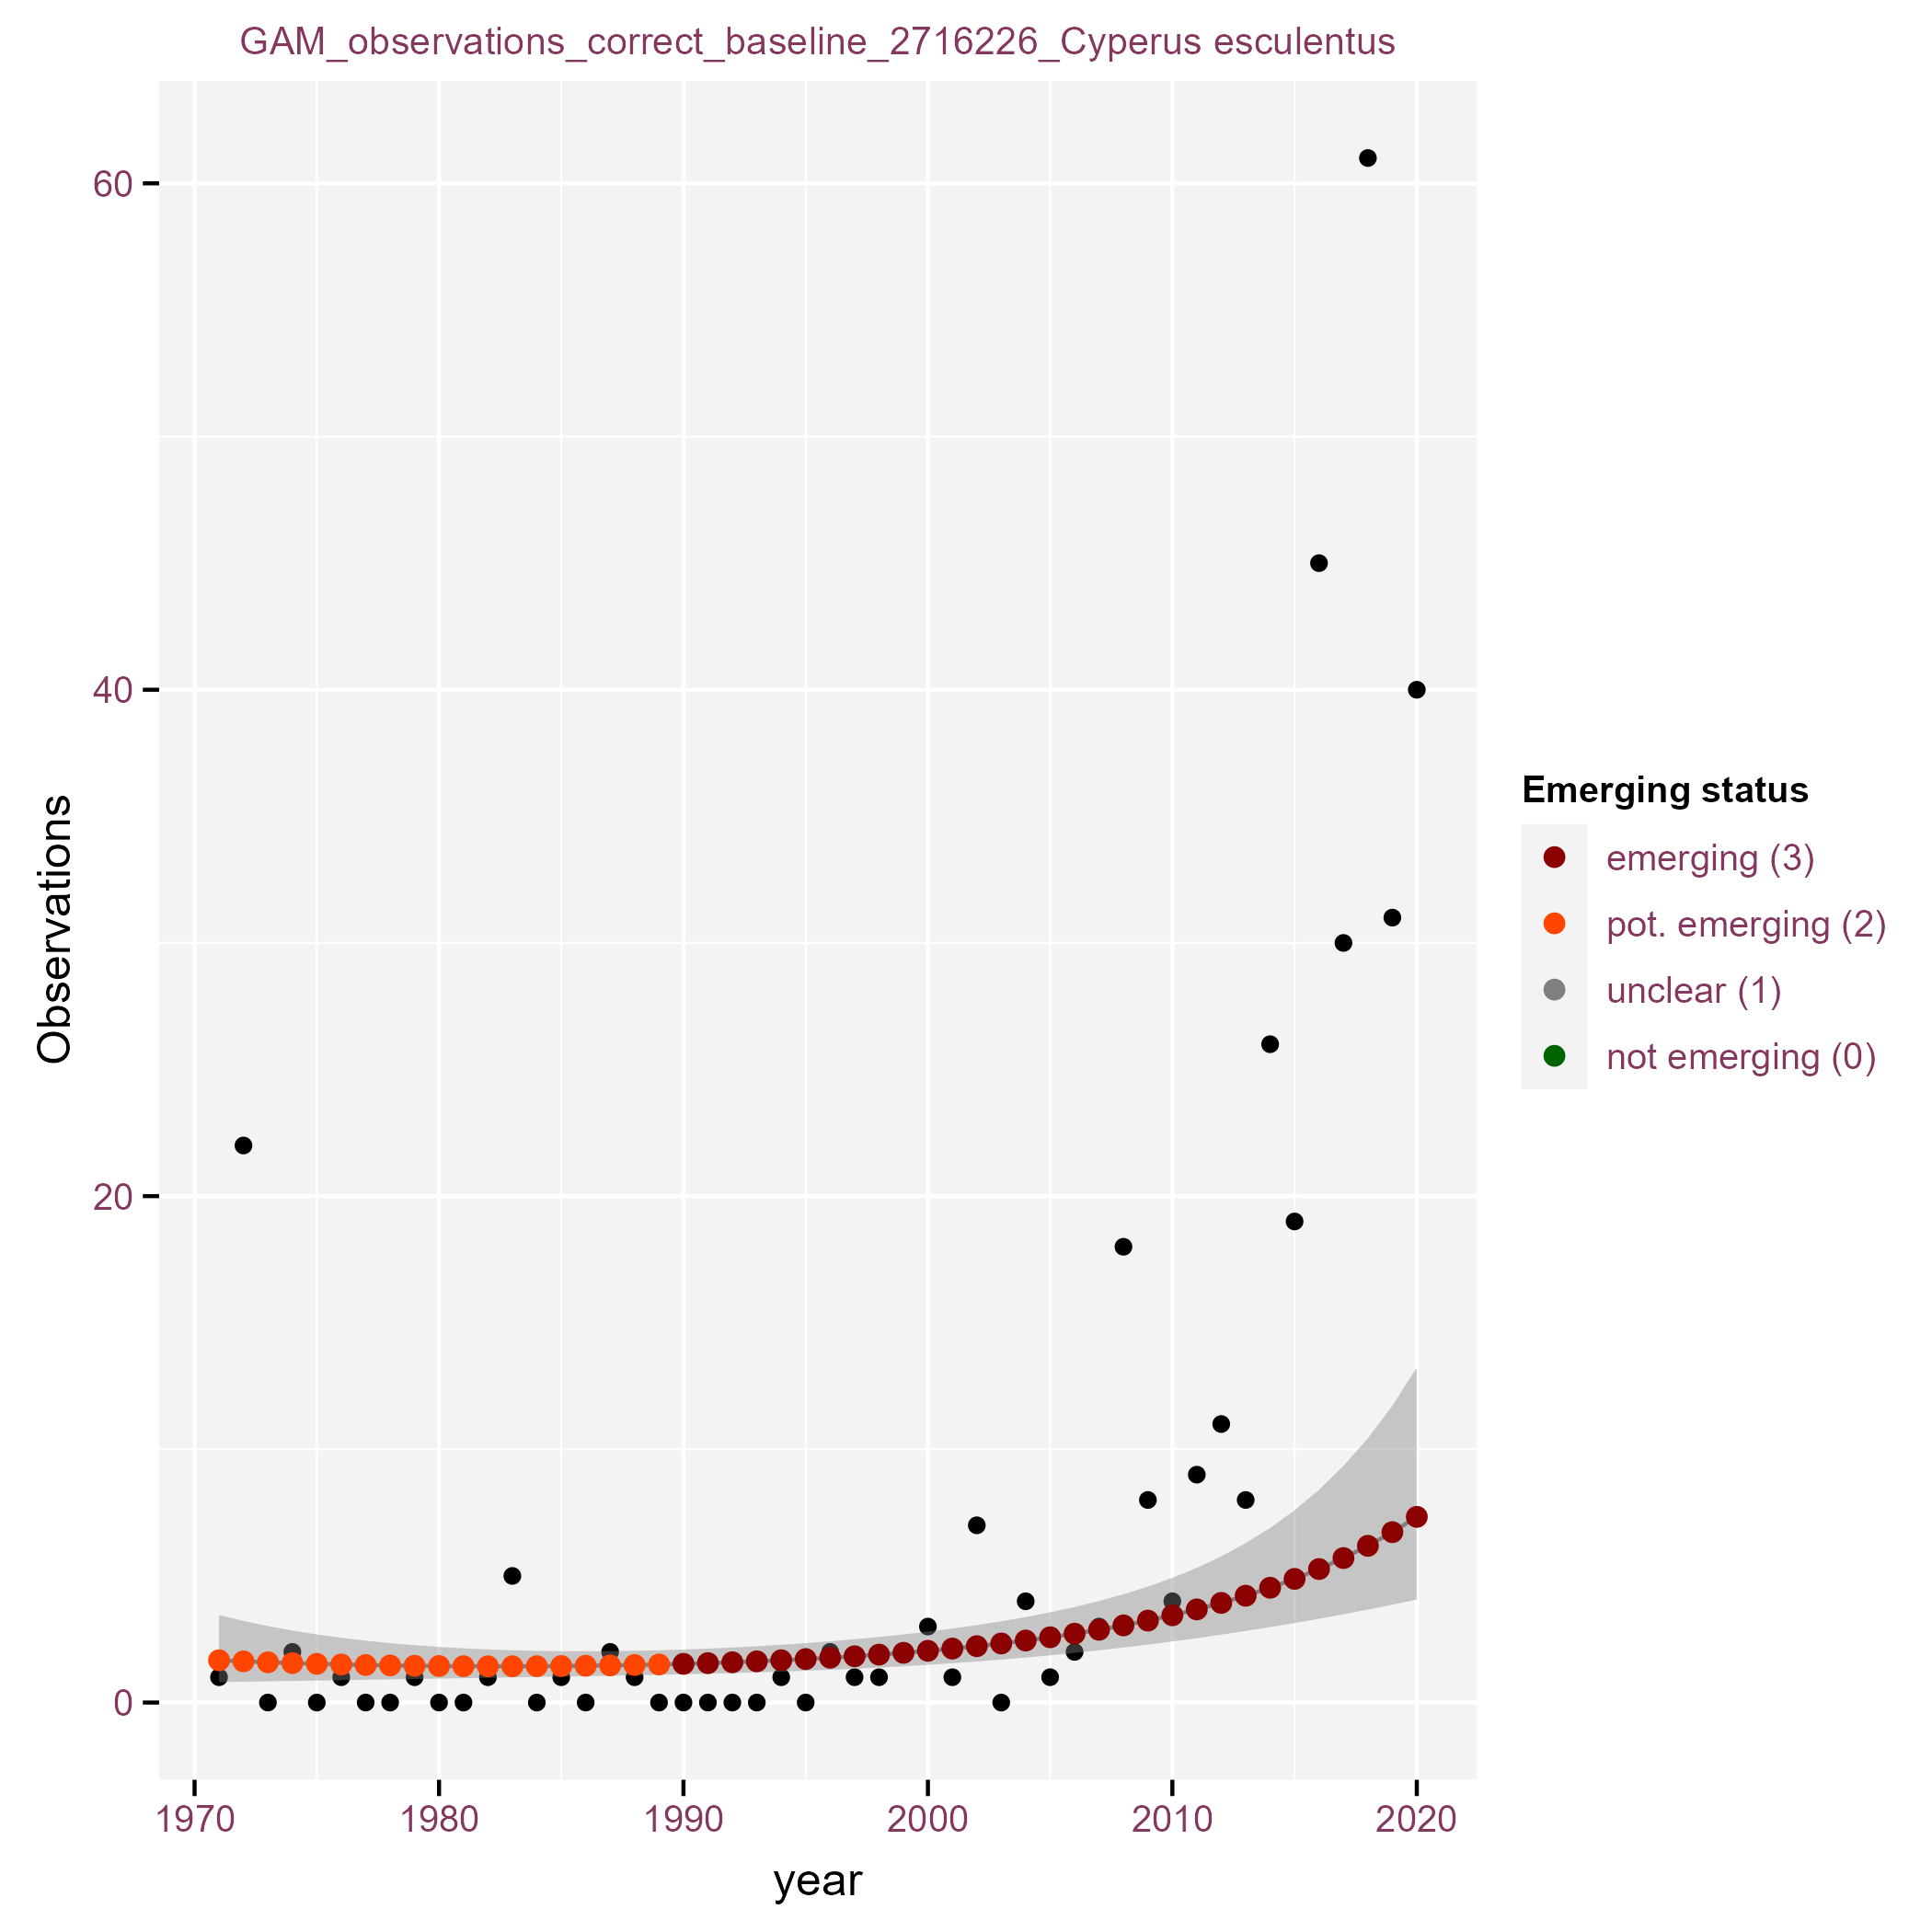 GAM_observations_correct_baseline_2716226_Cyperus esculentus
60
40
20
0
Observations
1970 1980 1990 2000 2010 2020
year
Emerging status
emerging (3)
pot. emerging (2)
unclear (1)
not emerging (0)